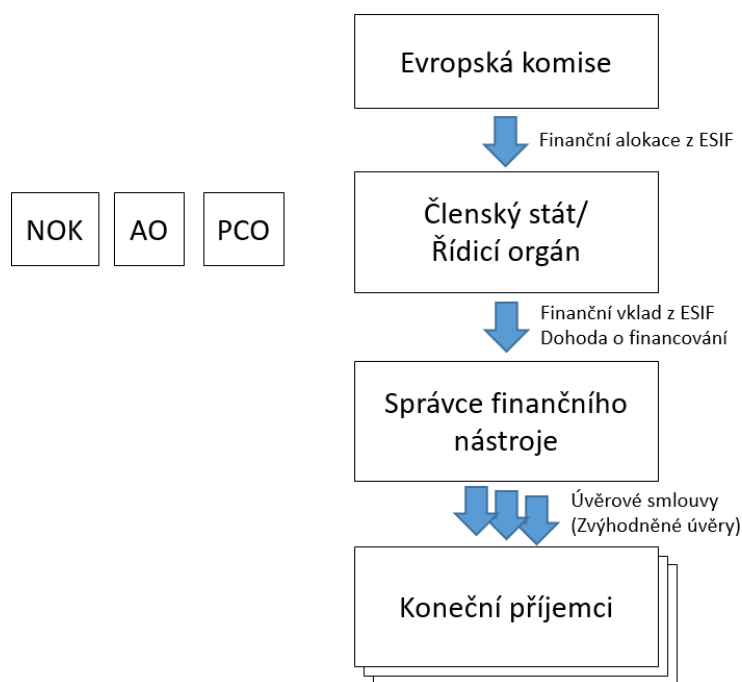 Evropská komise
Finanční alokace z ESIF
NOK
AO
PCO
Členský stát/
Řídicí orgán
Finanční vklad z ESIF
Dohoda o financování
Správce finančního
nástroje
Úvěrové smlouvy
(Zvýhodněné úvěry)
Koneční příjemci